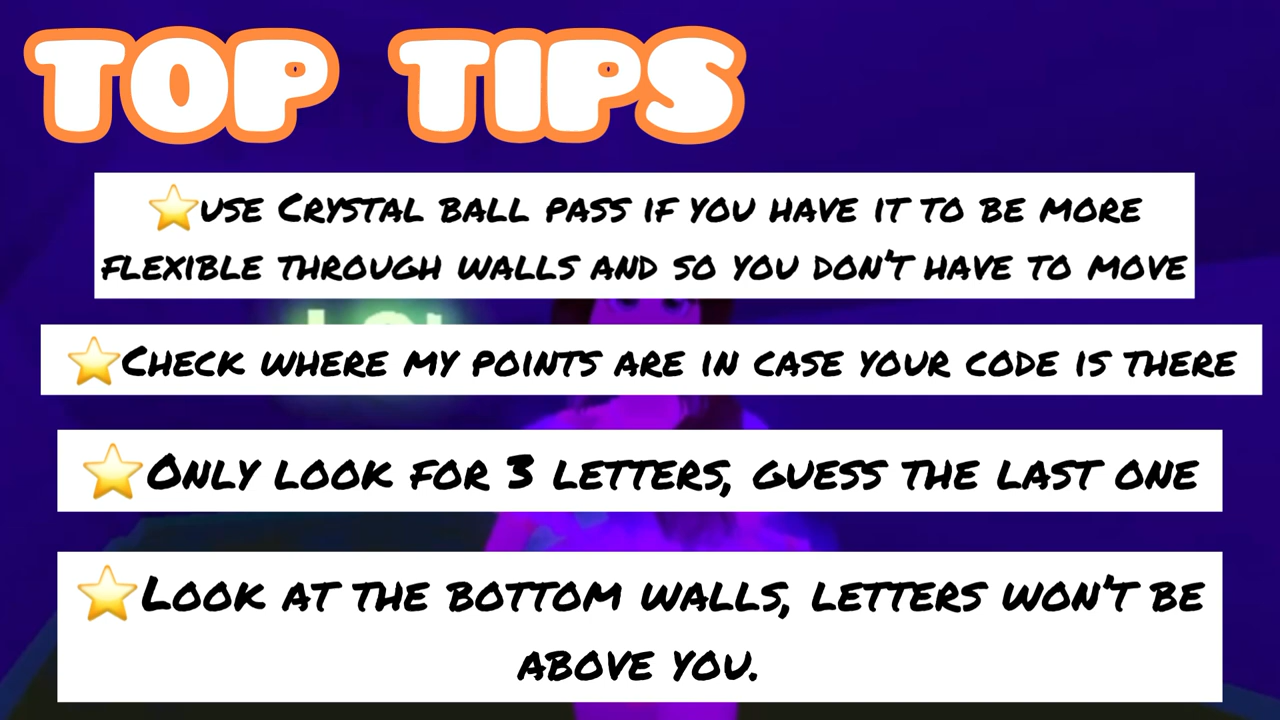 TOP TIPS
⭐USE CRYSTAL BALL PASS IF YOU HAVE IT TO BE MORE
FLEXIBLE THROUGH WALLS AND SO YOU DON'T HAVE TO MOVE
⭐CHECK WHERE MY POINTS ARE IN CASE YOUR CODE IS THERE
⭐ONLY LOOK FOR 3 LETTERS, GUESS THE LAST ONE
⭐LOOK AT THE BOTTOM WALLS, LETTERS WON'T BE
ABOVE YOU.